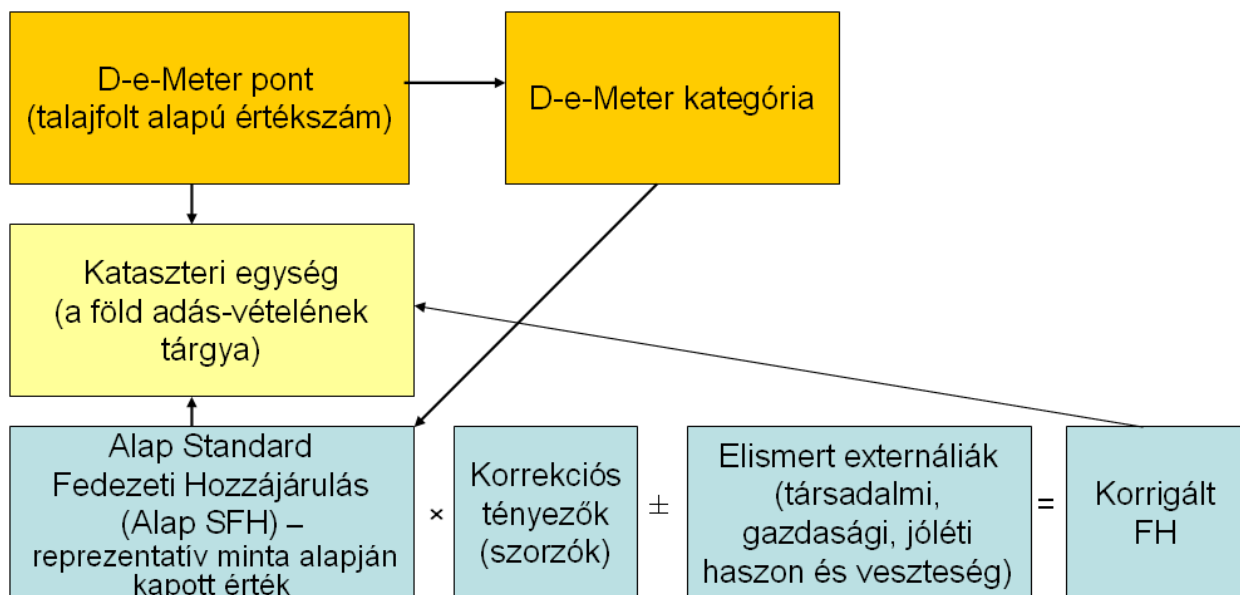 D-e-Meter pont
(talajfolt alapú értékszám)
D-e-Meter kategória
Kataszteri egység
(a föld adás-vételének
tárgya)
Alap Standard
Fedezeti Hozzájárulás
(Alap SFH) –
reprezentatív minta alapján
kapott érték
×
Korrekciós
tényezők
(szorzók)
±
Elismert externáliák
(társadalmi,
gazdasági, jóléti
haszon és veszteség)
=
Korrigált
FH